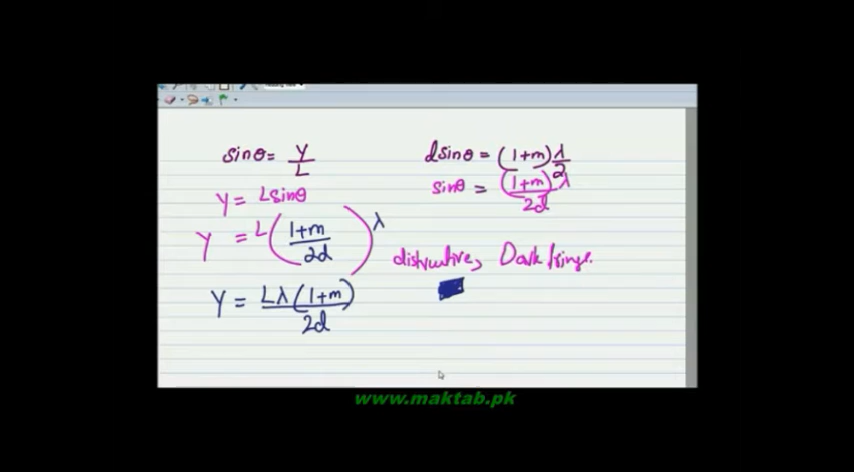 sinθ = Y/L
Y = Lsinθ
Y = L(1+m/2d)λ
Y = Lλ(1+m)/2d
dsinθ = (1+m)λ/2
sinθ = (1+m)λ/2d
distructive, Dark fringe.
www.maktab.pk